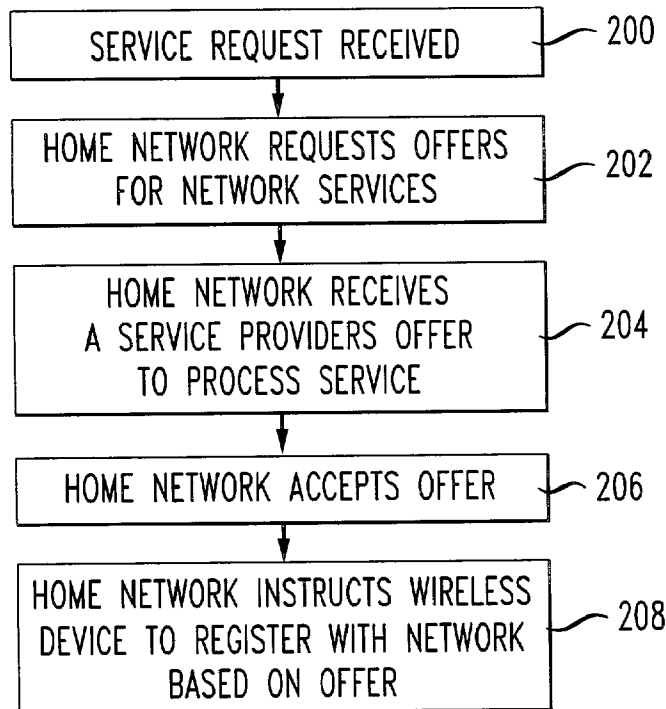 SERVICE REQUEST RECEIVED
200
HOME NETWORK REQUESTS OFFERS
FOR NETWORK SERVICES
202
HOME NETWORK RECEIVES
A SERVICE PROVIDERS OFFER
TO PROCESS SERVICE
204
HOME NETWORK ACCEPTS OFFER
206
HOME NETWORK INSTRUCTS WIRELESS
DEVICE TO REGISTER WITH NETWORK
BASED ON OFFER
208